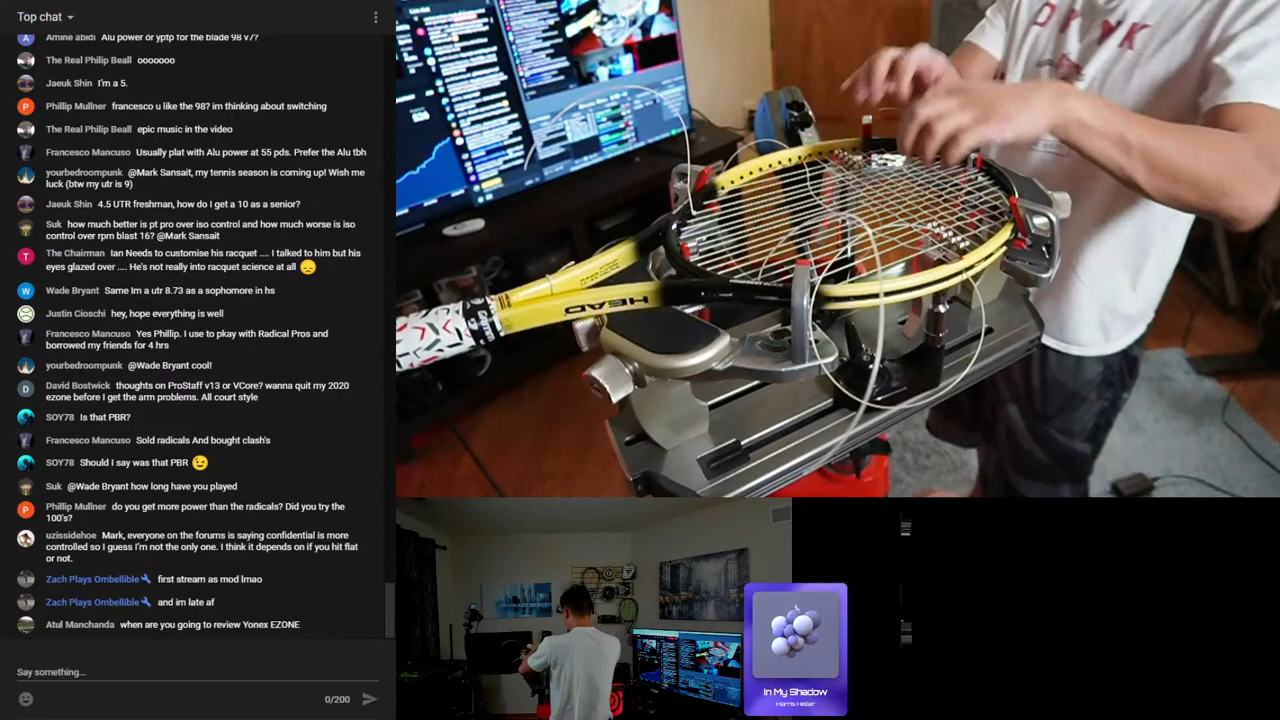 Top chat
Amine abidi Alu power or yptp for the blade 98 v7?
The Real Philip Beall ooooooo
Jaeuk Shin I'm a 5.
Phillip Mullner francesco u like the 98? im thinking about switching
The Real Philip Beall epic music in the video
Francesco Mancuso Usually plat with Alu power at 55 pds. Prefer the Alu tbh
yourbedroompunk @Mark Sansait, my tennis season is coming up! Wish me
luck (btw my utr is 9)
Jaeuk Shin 4.5 UTR freshman, how do I get a 10 as a senior?
Suk how much better is pt pro over iso control and how much worse is iso
control over rpm blast 16? @Mark Sansait
The Chairman Ian Needs to customise his racquet .... I talked to him but his
eyes glazed over .... He's not really into racquet science at all 😞
Wade Bryant Same Im a utr 8.73 as a sophomore in hs
Justin Cioschi hey, hope everything is well
Francesco Mancuso Yes Phillip. I use to pkay with Radical Pros and
borrowed my friends for 4 hrs
yourbedroompunk @Wade Bryant cool!
David Bostwick thoughts on ProStaff v13 or VCore? wanna quit my 2020
ezone before I get the arm problems. All court style
SOY78 Is that PBR?
Francesco Mancuso Sold radicals And bought clash's
SOY78 Should I say was that PBR 😉
Suk @Wade Bryant how long have you played
Phillip Mullner do you get more power than the radicals? Did you try the
100's?
uzissidehoe Mark, everyone on the forums is saying confidential is more
controlled so I guess I'm not the only one. I think it depends on if you hit flat
or not.
Zach Plays Ombellible first stream as mod lmao
Zach Plays Ombellible and im late af
Atul Manchanda when are you going to review Yonex EZONE
Say something...
0/200
HEAD
In My Shadow
Harris Heller